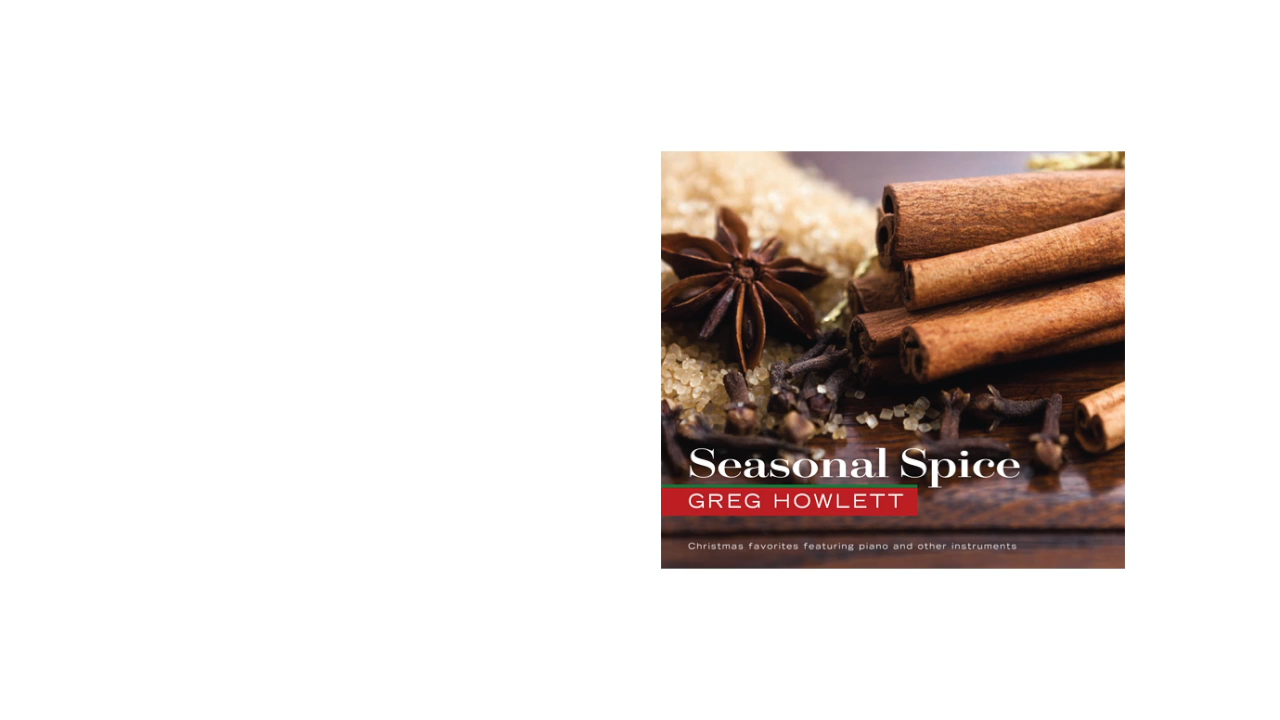 Seasonal Spice
GREG HOWLETT
Christmas favorites featuring piano and other instruments